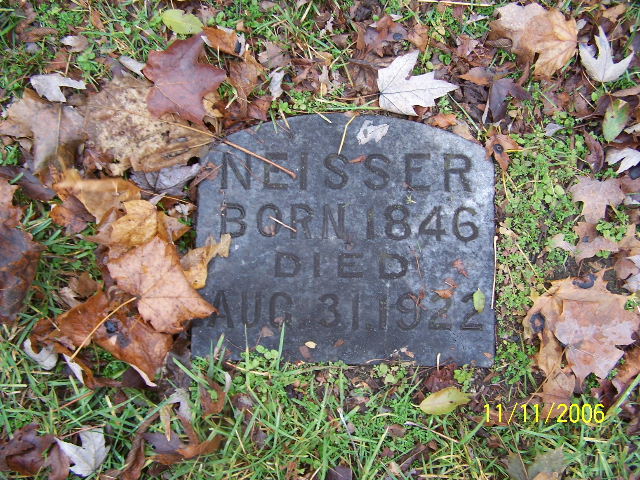 NEISSER
BORN 1846
DIED
AUG. 31. 1922
11/11/2006